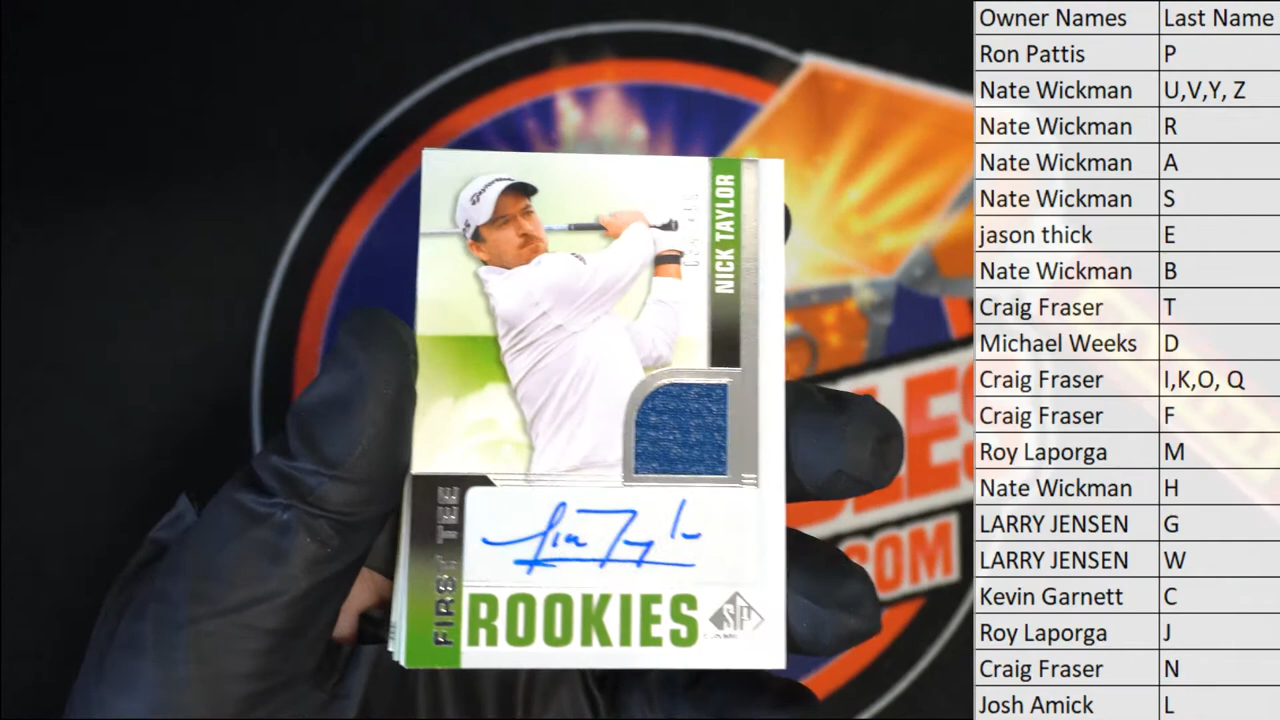 NICK TAYLOR
FIRST TEE
ROOKIES
SP
.COM
Owner Names Last Name
Ron Pattis P
Nate Wickman U,V,Y, Z
Nate Wickman R
Nate Wickman A
Nate Wickman S
jason thick E
Nate Wickman B
Craig Fraser T
Michael Weeks D
Craig Fraser I,K,O, Q
Craig Fraser F
Roy Laporga M
Nate Wickman H
LARRY JENSEN G
LARRY JENSEN W
Kevin Garnett C
Roy Laporga J
Craig Fraser N
Josh Amick L